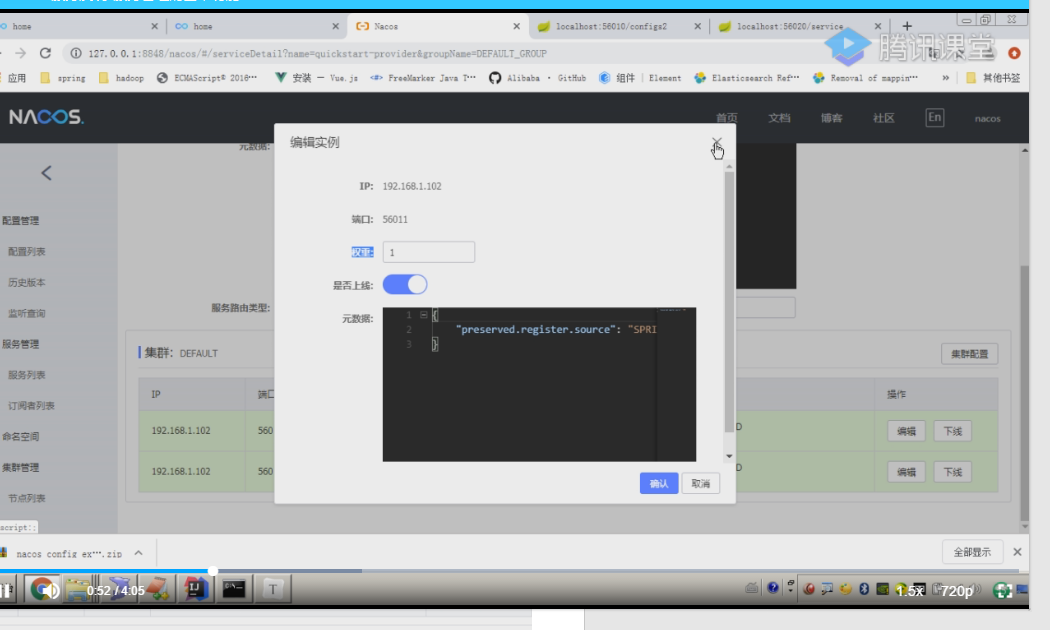 home
home
Nacos
localhost:56010/configs2
localhost:56020/service
127.0.0.1:8848/nacos/#/serviceDetail?name=quickstart-provider&groupName=DEFAULT_GROUP
腾讯课堂
应用
spring
hadoop
ECMAScript® 2016…
安装 — Vue.js
FreeMarker Java T…
Alibaba · GitHub
组件 | Element
Elasticsearch Ref…
Removal of mappin…
»
其他书签
NACOS.
首页
文档
博客
社区
En
nacos
配置管理
配置列表
历史版本
监听查询
服务管理
服务列表
订阅者列表
命名空间
集群管理
节点列表
元数据:
服务路由类型:
编辑实例
IP: 192.168.1.102
端口: 56011
权重: 1
是否上线:
元数据:
1 {
2 "preserved.register.source": "SPRI
3 }
确认
取消
集群: DEFAULT
集群配置
IP
操作
192.168.1.102 560 编辑 下线
192.168.1.102 560 编辑 下线
script:;
nacos_config_ex….zip
全部显示
0:52 / 4:05
T
1.5x
720p